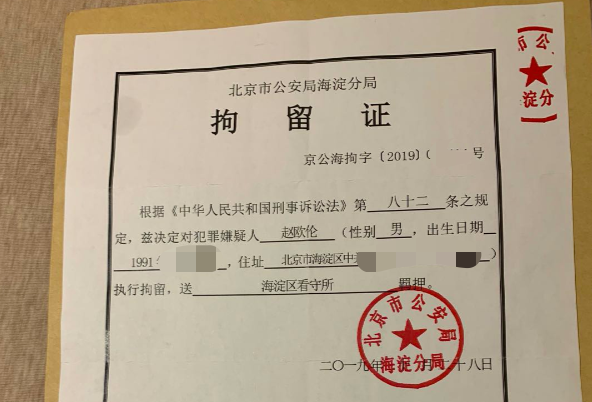 北京市公安局海淀分局
拘留证
京公海拘字〔2019〕( 号
根据《中华人民共和国刑事诉讼法》第 八十二 条之规
定，兹决定对犯罪嫌疑人 赵欧伦 (性别 男 ，出生日期
1991 ，住址 北京市海淀区中 )
执行拘留，送 海淀区看守所 羁押。
二〇一九年 月二十八日
北京市公安局
海淀分局
市公
淀分